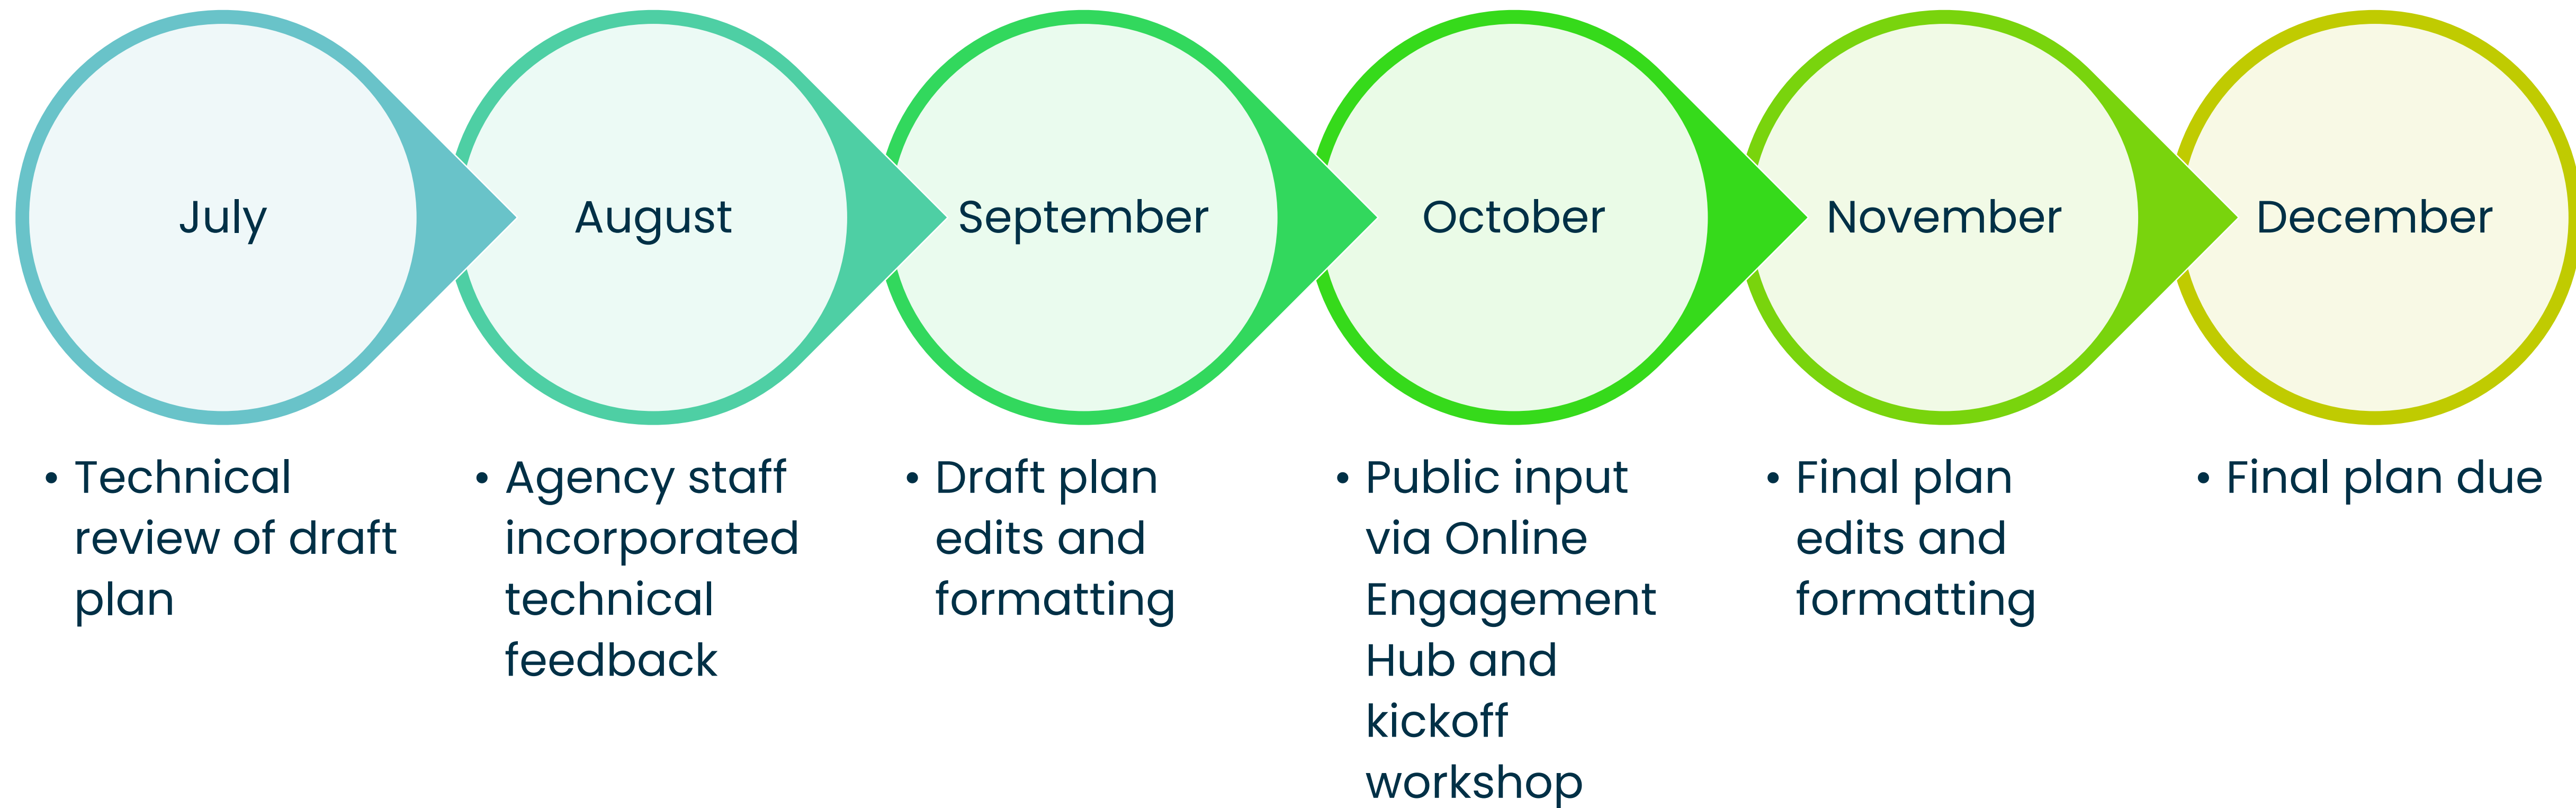 July
August
September
October
November
December
• Technical
review of draft
plan
• Agency staff
incorporated
technical
feedback
• Draft plan
edits and
formatting
• Public input
via Online
Engagement
Hub and
kickoff
workshop
• Final plan
edits and
formatting
• Final plan due